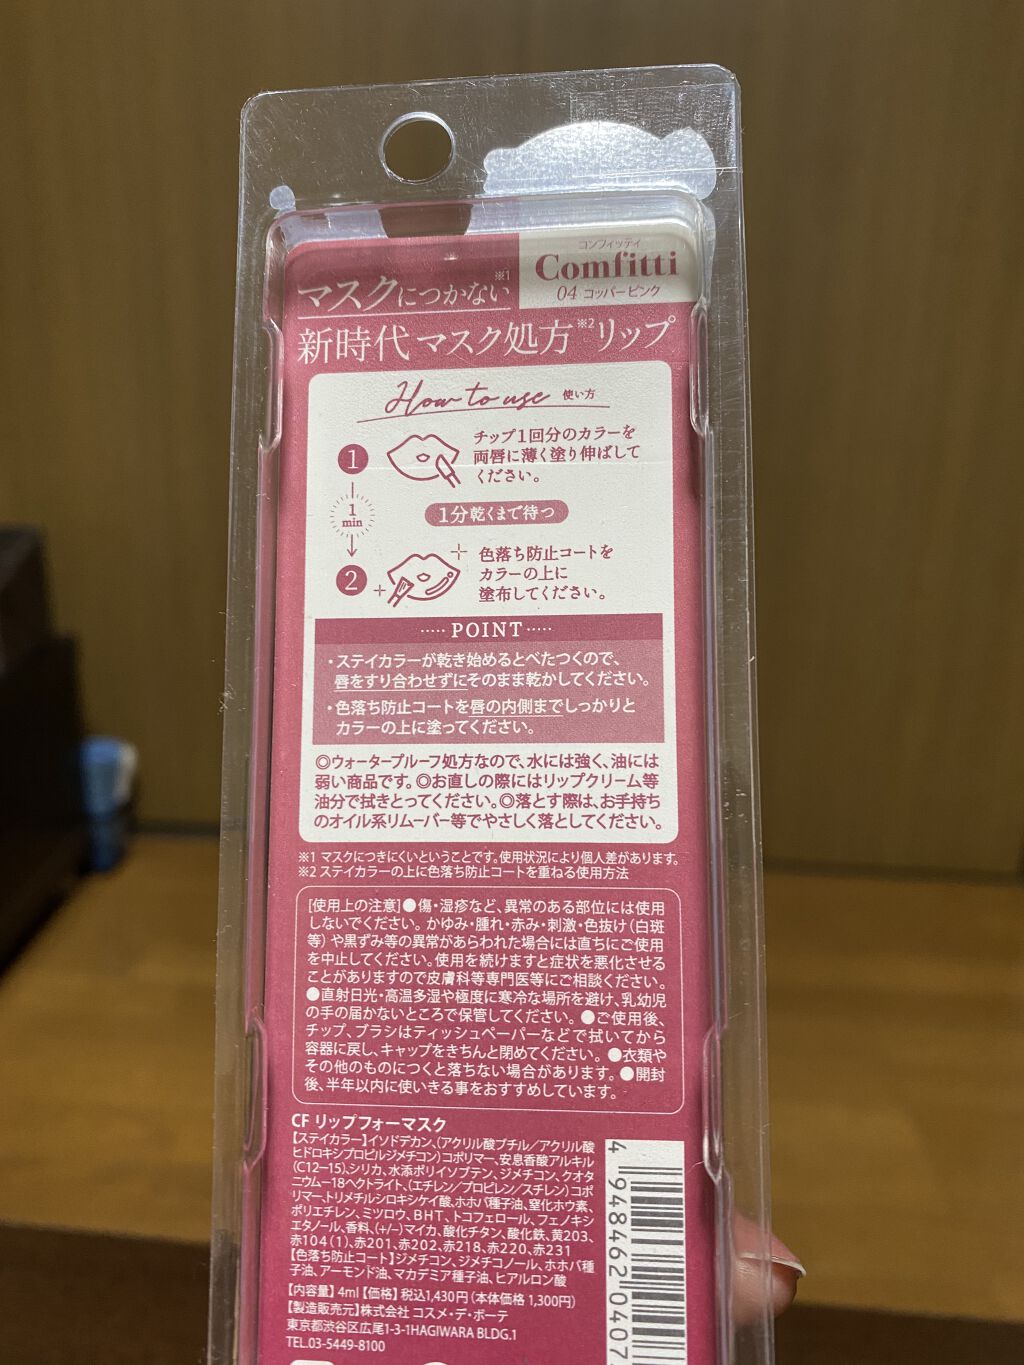 コンフィッティ
Comfitti
04 コッパーピンク
マスクにつかない※1
新時代 マスク処方※2リップ
How to use 使い方
1
チップ1回分のカラーを
両唇に薄く塗り伸ばして
ください。
1
min
1分乾くまで待つ
2
色落ち防止コートを
カラーの上に
塗布してください。
POINT
・ステイカラーが乾き始めるとべたつくので、
唇をすり合わせずにそのまま乾かしてください。
・色落ち防止コートを唇の内側までしっかりと
カラーの上に塗ってください。
◎ウォータープルーフ処方なので、水には強く、油には
弱い商品です。◎お直しの際にはリップクリーム等
油分で拭きとってください。◎落とす際は、お手持ち
のオイル系リムーバー等でやさしく落としてください。
※1 マスクにつきにくいということです。使用状況により個人差があります。
※2 ステイカラーの上に色落ち防止コートを重ねる使用方法
[使用上の注意]●傷・湿疹など、異常のある部位には使用
しないでください。かゆみ・腫れ・赤み・刺激・色抜け(白斑
等)や黒ずみ等の異常があらわれた場合には直ちにご使用
を中止してください。使用を続けますと症状を悪化させる
ことがありますので皮膚科等専門医等にご相談ください。
●直射日光・高温多湿や極度に寒冷な場所を避け、乳幼児
の手の届かないところで保管してください。●ご使用後、
チップ、ブラシはティッシュペーパーなどで拭いてから
容器に戻し、キャップをきちんと閉めてください。●衣類や
その他のものにつくと落ちない場合があります。●開封
後、半年以内に使いきる事をおすすめしています。
CF リップフォーマスク
【ステイカラー】イソドデカン、(アクリル酸ブチル/アクリル酸
ヒドロキシプロピルジメチコン)コポリマー、安息香酸アルキル
(C12–15)、シリカ、水添ポリイソブテン、ジメチコン、クオタ
ニウム–18ヘクトライト、(エチレン/プロピレン/スチレン)コポ
リマー、トリメチルシロキシケイ酸、ホホバ種子油、窒化ホウ素、
ポリエチレン、ミツロウ、BHT、トコフェロール、フェノキシ
エタノール、香料、(+/–)マイカ、酸化チタン、酸化鉄、黄203、
赤104(1)、赤201、赤202、赤218、赤220、赤231
【色落ち防止コート】ジメチコン、ジメチコノール、ホホバ種
子油、アーモンド油、マカデミア種子油、ヒアルロン酸
【内容量】4ml【価格】税込1,430円(本体価格 1,300円)
【製造販売元】株式会社 コスメ・デ・ボーテ
東京都渋谷区広尾1-3-1HAGIWARA BLDG.1
TEL.03-5449-8100
4 948462 0407